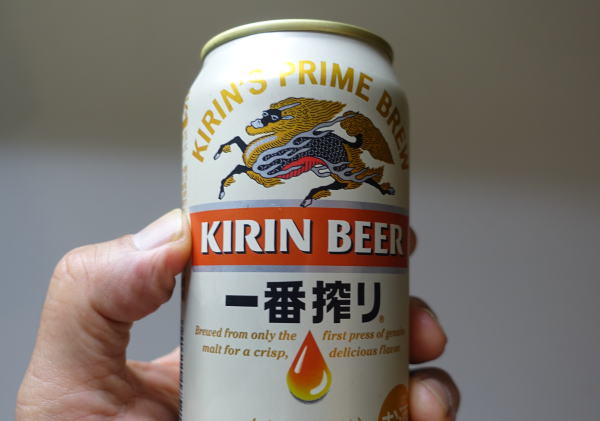 KIRIN'S PRIME BREW
KIRIN BEER
一番搾り®
Brewed from only the first press of genuine
malt for a crisp, delicious flavor.